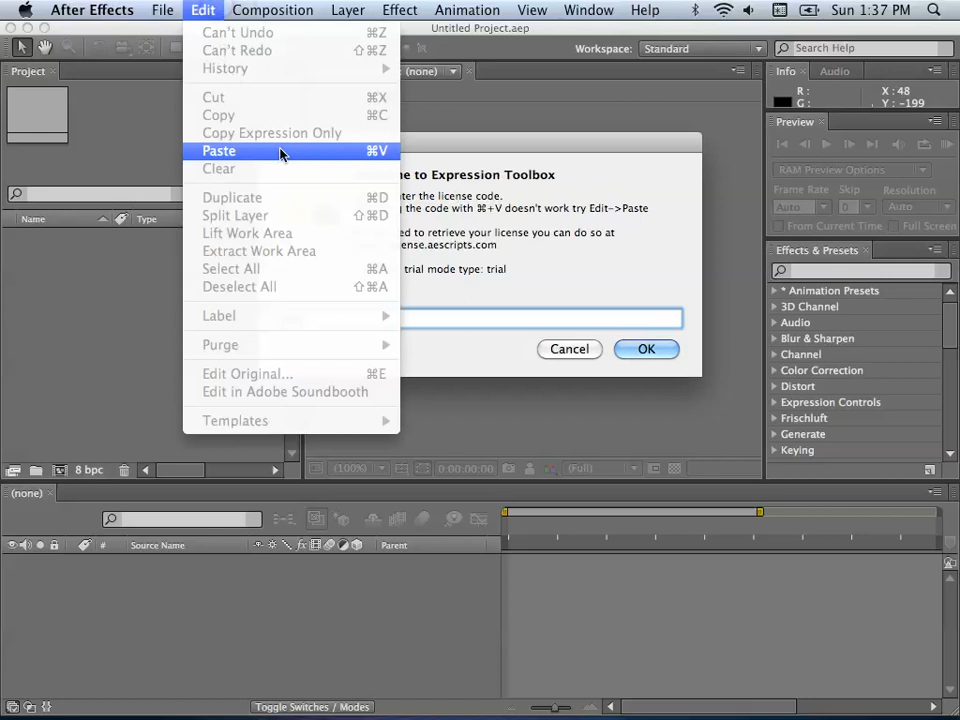 After Effects File Edit Composition Layer Effect Animation View Window Help Sun 1:37 PM
Untitled Project.aep
Workspace: Standard Search Help
Project
Can't Undo ⌘Z
Can't Redo ⇧⌘Z
History
Cut ⌘X
Copy ⌘C
Copy Expression Only
Paste ⌘V
Clear
Duplicate ⌘D
Split Layer ⇧⌘D
Lift Work Area
Extract Work Area
Select All ⌘A
Deselect All ⇧⌘A
Label
Purge
Edit Original... ⌘E
Edit in Adobe Soundbooth
Templates
(none)
me to Expression Toolbox
nter the license code.
g the code with ⌘+V doesn't work try Edit->Paste
ed to retrieve your license you can do so at
ense.aescripts.com
trial mode type: trial
Cancel OK
Info Audio
R : X: 48
G : Y: -199
Preview
RAM Preview Options
Frame Rate Skip Resolution
Auto 0 Auto
From Current Time Full Screen
Effects & Presets
* Animation Presets
3D Channel
Audio
Blur & Sharpen
Channel
Color Correction
Distort
Expression Controls
Frischluft
Generate
Keying
Name Type
8 bpc
(100%) 0:00:00:00 (Full)
(none)
# Source Name Parent
Toggle Switches / Modes